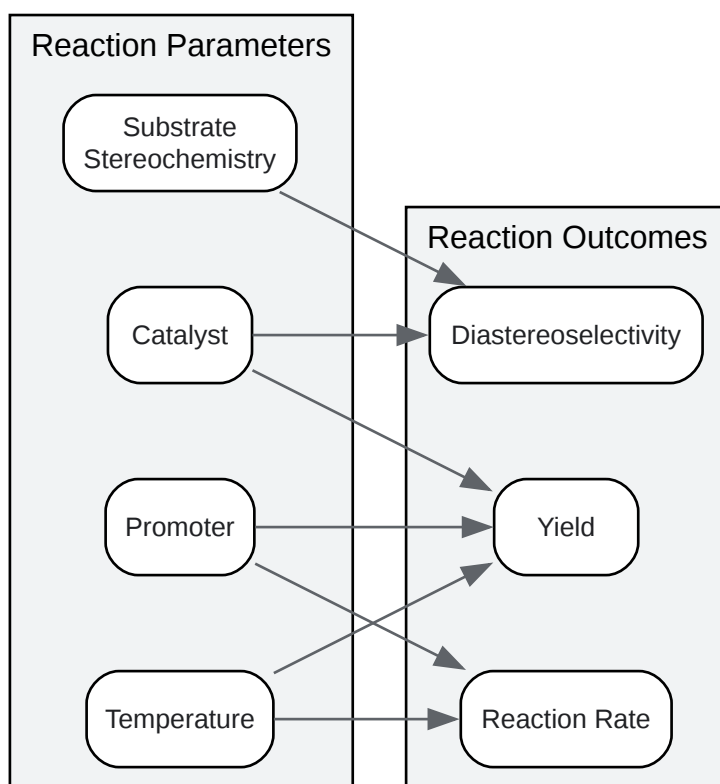 Reaction Parameters
Substrate
Stereochemistry
Catalyst
Promoter
Temperature
Reaction Outcomes
Diastereoselectivity
Yield
Reaction Rate